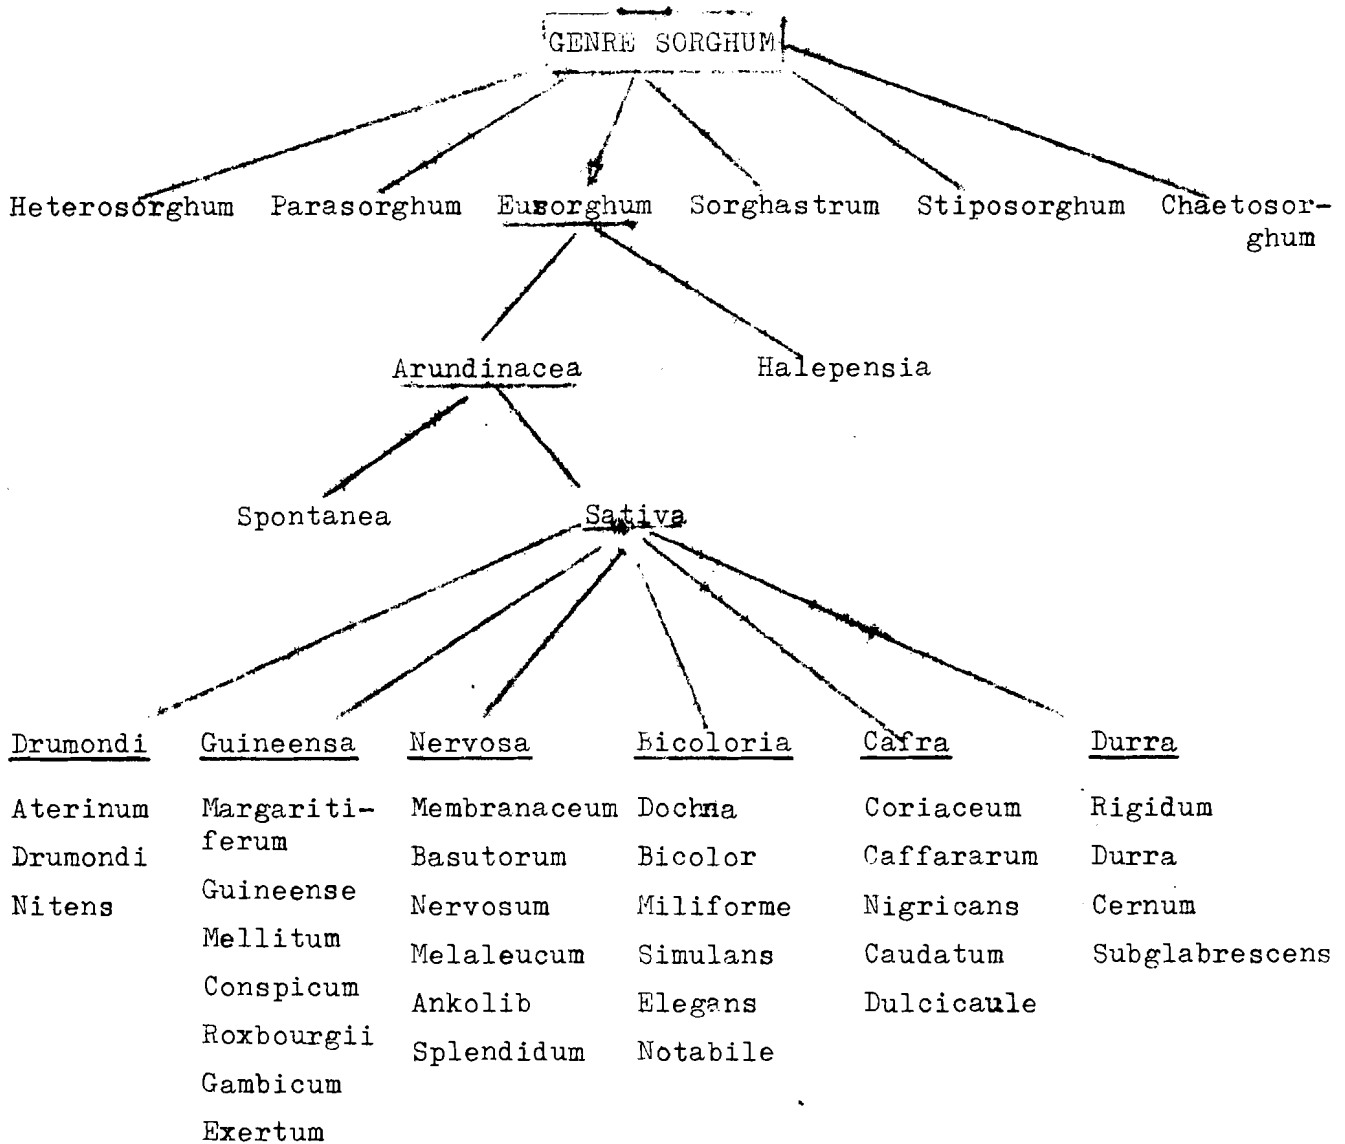 GENRE SORGHUM
Heterosorghum Parasorghum Eusorghum Sorghastrum Stiposorghum Chaetosor-
ghum
Arundinacea Halepensia
Spontanea Sativa
Drumondi Guineensa Nervosa Bicoloria Cafra Durra
Aterinum Margariti- Membranaceum Dochna Coriaceum Rigidum
ferum
Drumondi Basutorum Bicolor Caffararum Durra
Guineense
Nitens Nervosum Miliforme Nigricans Cernum
Mellitum
Melaleucum Simulans Caudatum Subglabrescens
Conspicum
Ankolib Elegans Dulcicaule
Roxbourgii
Splendidum Notabile
Gambicum
Exertum